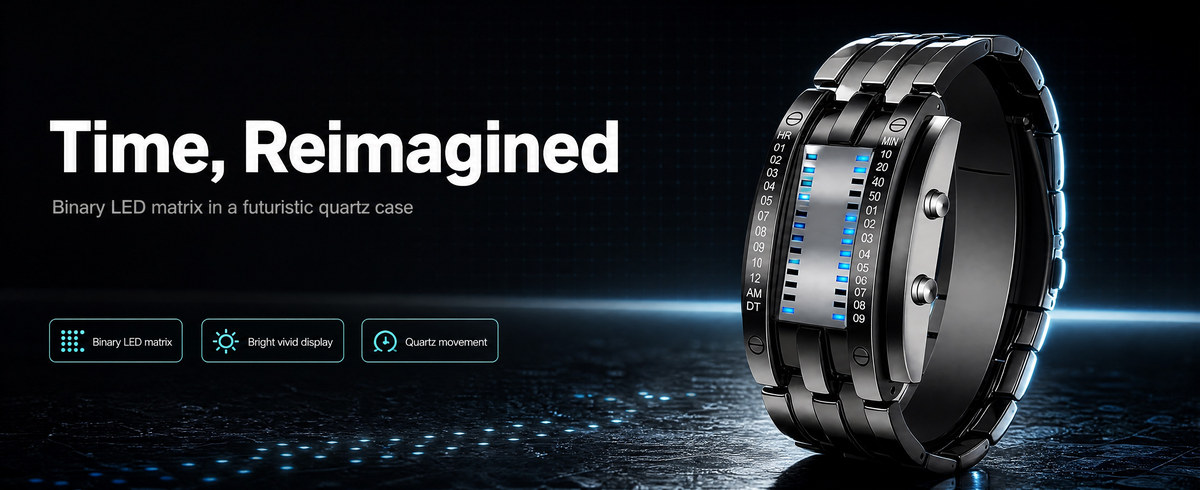 Time, Reimagined
Binary LED matrix in a futuristic quartz case
Binary LED matrix
Bright vivid display
Quartz movement
HR
01
02
03
04
05
07
08
09
10
12
AM
DT
MIN
10
20
40
50
01
02
03
04
05
06
07
08
09